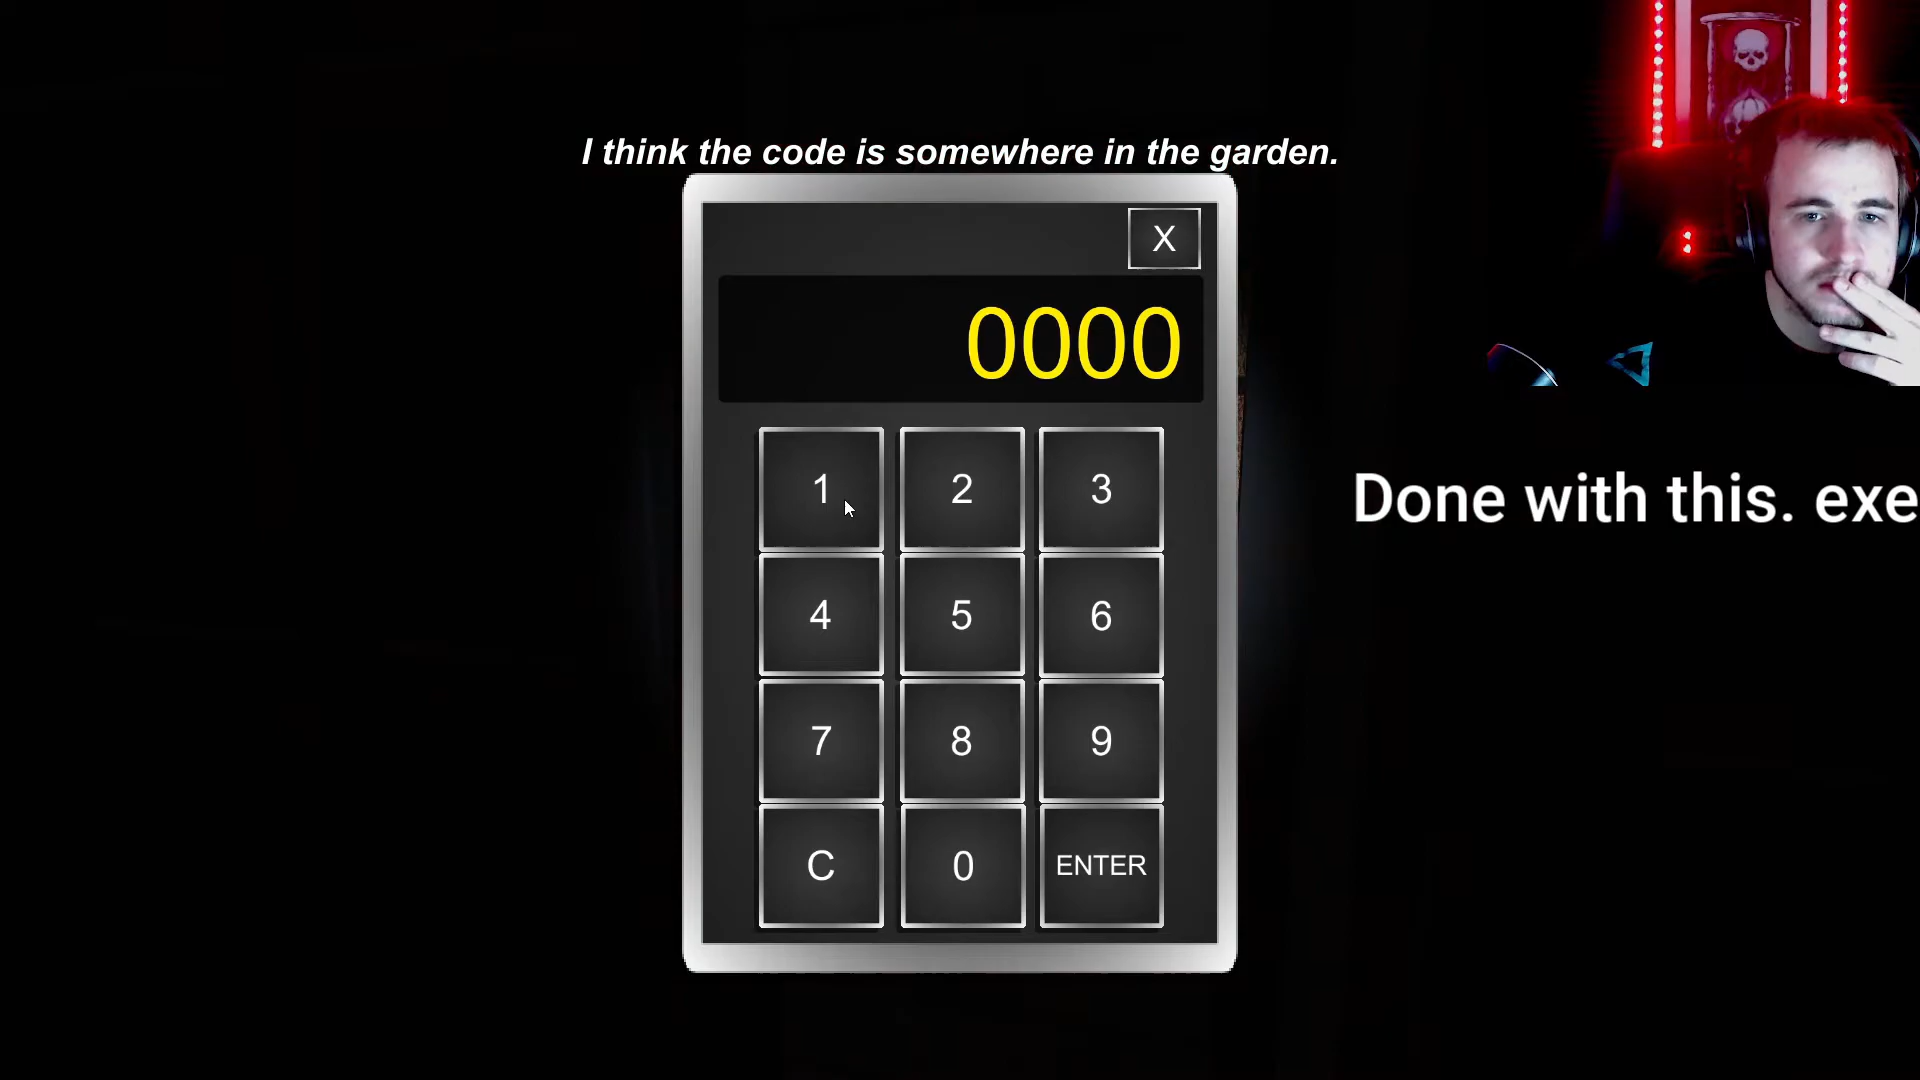 I think the code is somewhere in the garden.
X
0000
1 2 3
4 5 6
7 8 9
C 0 ENTER
Done with this. exe